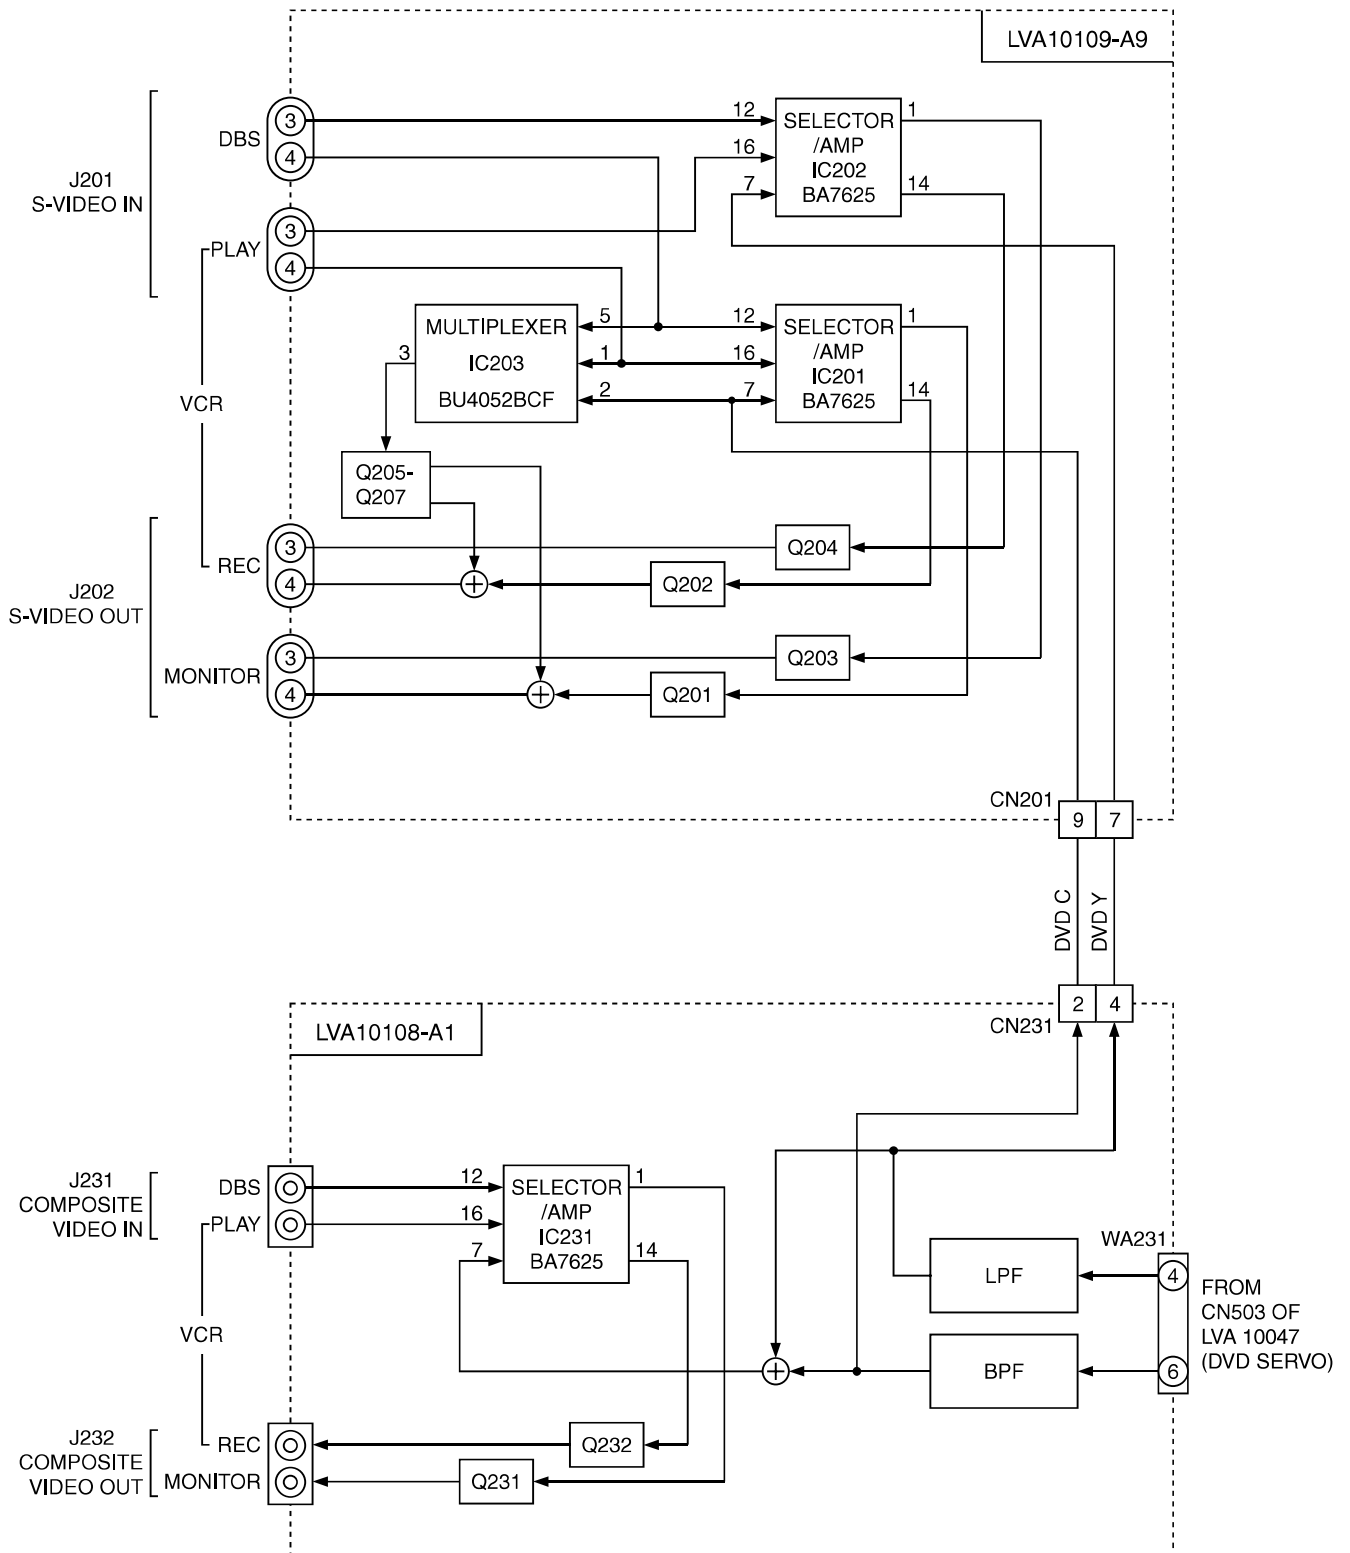 LVA10109-A9
J201
S-VIDEO IN
DBS
3
4
PLAY
3
4
VCR
12
16
7
SELECTOR
/AMP
IC202
BA7625
1
14
MULTIPLEXER
IC203
BU4052BCF
5
1
2
3
12
16
7
SELECTOR
/AMP
IC201
BA7625
1
14
Q205-
Q207
J202
S-VIDEO OUT
REC
3
4
+
Q204
Q202
MONITOR
3
4
+
Q203
Q201
CN201
9
7
DVD C
DVD Y
CN231
2
4
LVA10108-A1
J231
COMPOSITE
VIDEO IN
DBS
PLAY
VCR
12
16
7
SELECTOR
/AMP
IC231
BA7625
1
14
LPF
BPF
+
WA231
4
6
FROM
CN503 OF
LVA 10047
(DVD SERVO)
J232
COMPOSITE
VIDEO OUT
REC
MONITOR
Q232
Q231